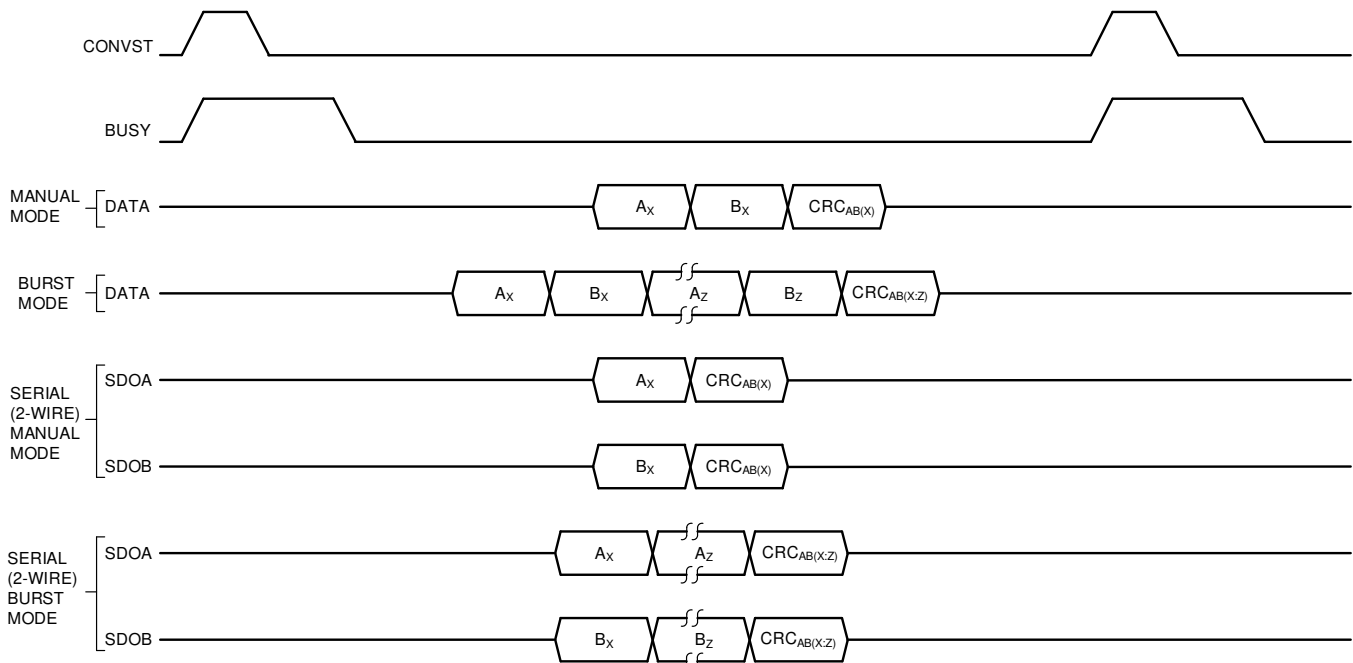 CONVST
BUSY
MANUAL
MODE
DATA
AX
BX
CRCAB(X)
BURST
MODE
DATA
AX
BX
AZ
BZ
CRCAB(X:Z)
SERIAL
(2-WIRE)
MANUAL
MODE
SDOA
AX
CRCAB(X)
SDOB
BX
CRCAB(X)
SERIAL
(2-WIRE)
BURST
MODE
SDOA
AX
AZ
CRCAB(X:Z)
SDOB
BX
BZ
CRCAB(X:Z)